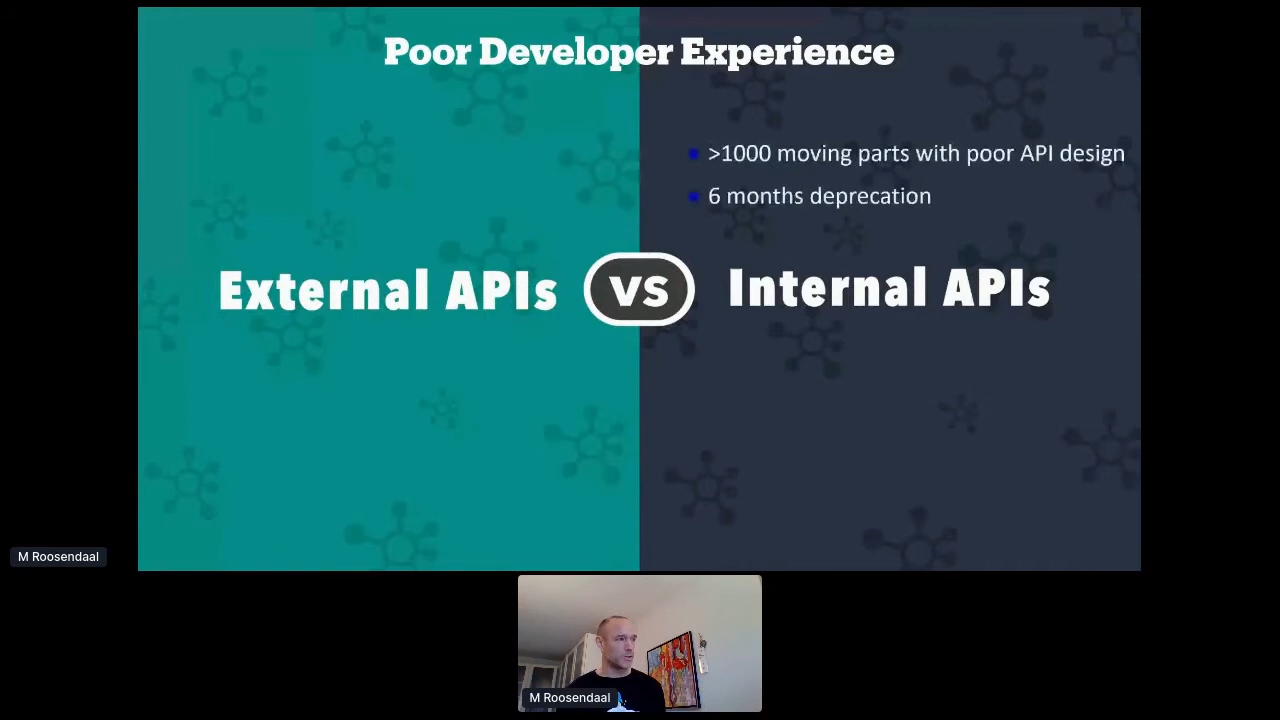 Poor Developer Experience
>1000 moving parts with poor API design
6 months deprecation
External APIs
VS
Internal APIs
M Roosendaal
M Roosendaal